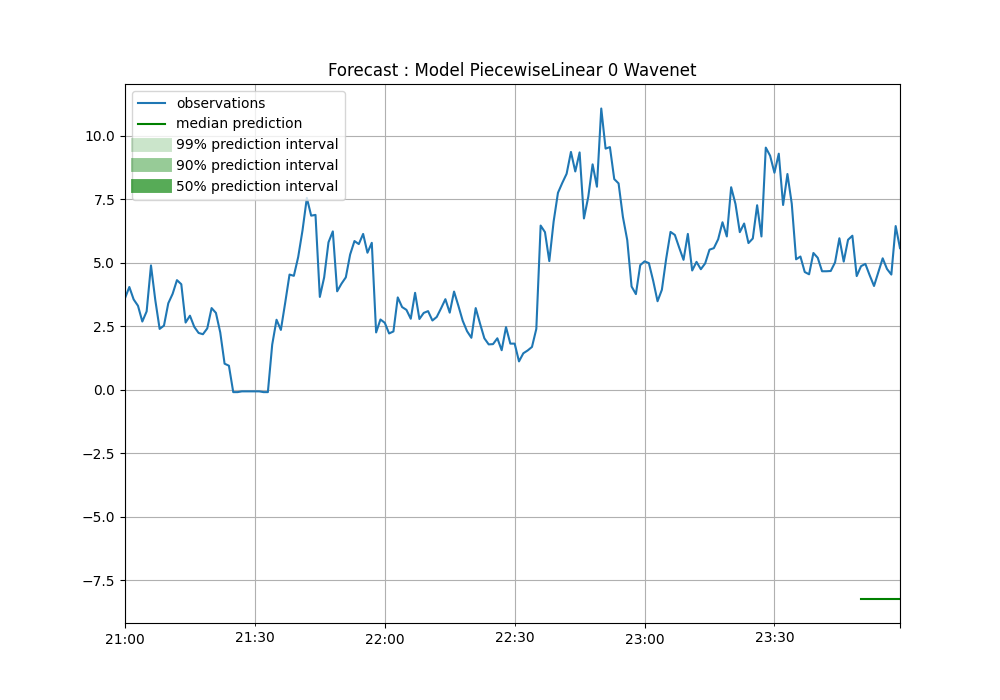 Forecast : Model PiecewiseLinear 0 Wavenet
observations
median prediction
99% prediction interval
90% prediction interval
50% prediction interval
10.0
7.5
5.0
2.5
0.0
−2.5
−5.0
−7.5
21:00 21:30 22:00 22:30 23:00 23:30